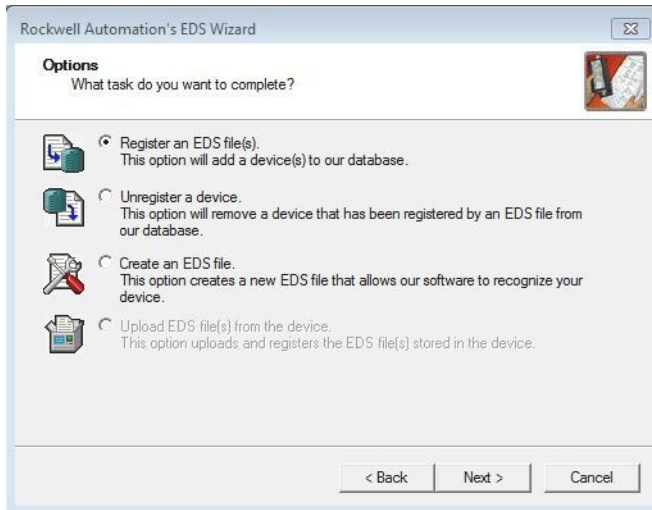 Rockwell Automation's EDS Wizard
Options
What task do you want to complete?
Register an EDS file(s).
This option will add a device(s) to our database.
Unregister a device.
This option will remove a device that has been registered by an EDS file from
our database.
Create an EDS file.
This option creates a new EDS file that allows our software to recognize your
device.
Upload EDS file(s) from the device.
This option uploads and registers the EDS file(s) stored in the device.
< Back
Next >
Cancel